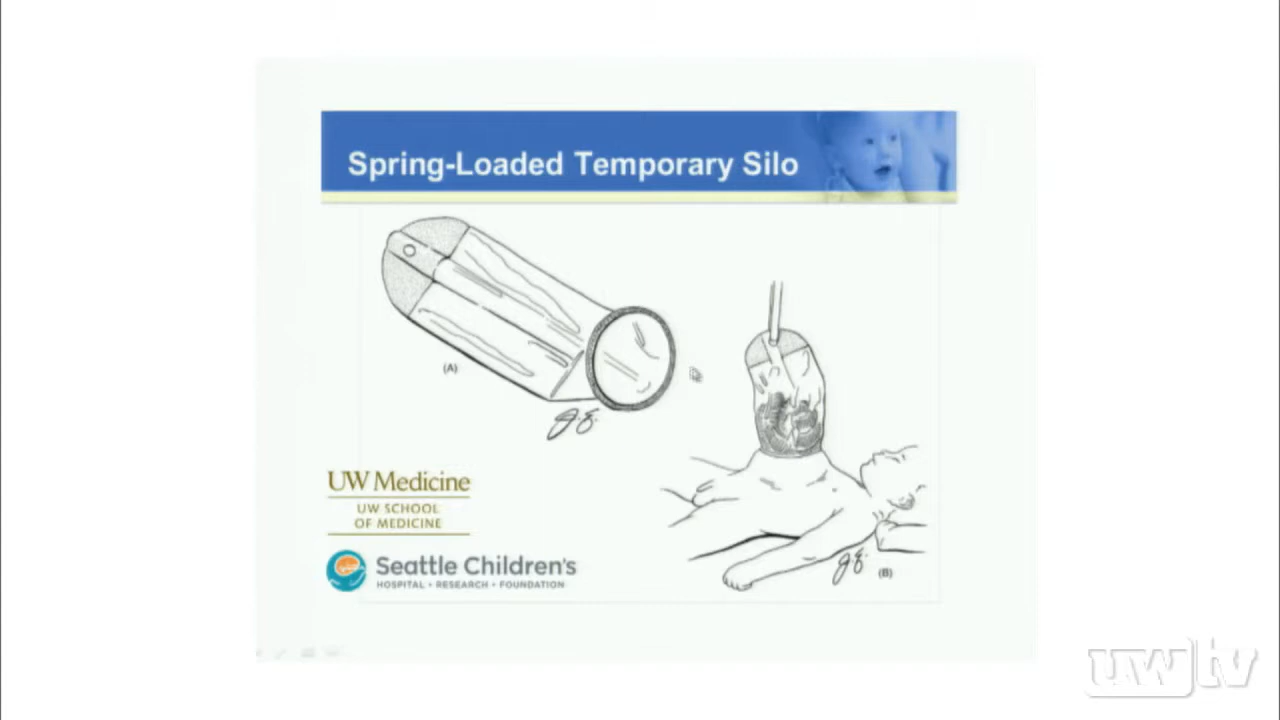 Spring-Loaded Temporary Silo
(A)
UW Medicine
UW SCHOOL
OF MEDICINE
Seattle Children's
HOSPITAL • RESEARCH • FOUNDATION
(B)
uwtv